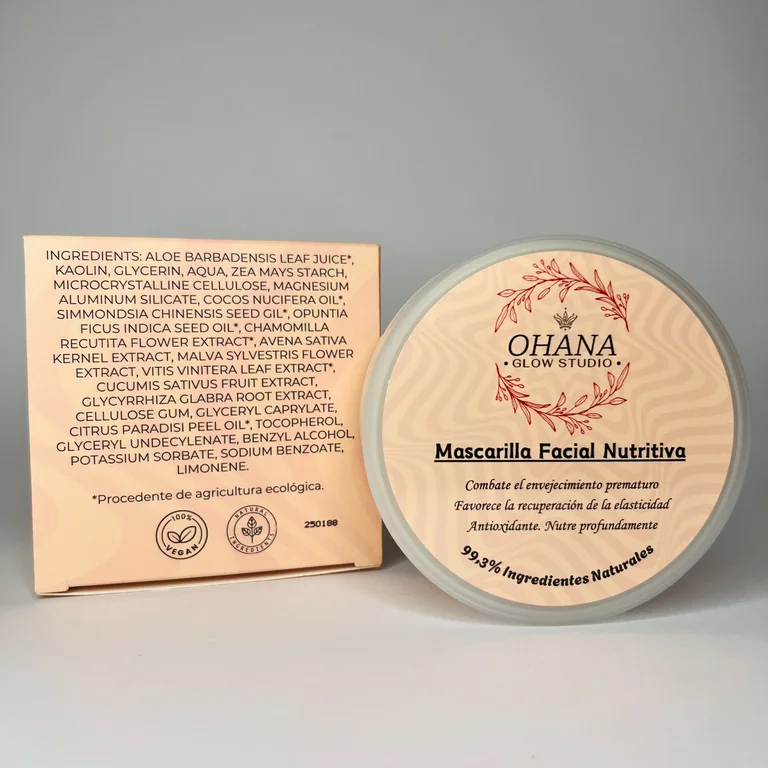 INGREDIENTS: ALOE BARBADENSIS LEAF JUICE*,
KAOLIN, GLYCERIN, AQUA, ZEA MAYS STARCH,
MICROCRYSTALLINE CELLULOSE, MAGNESIUM
ALUMINUM SILICATE, COCOS NUCIFERA OIL*,
SIMMONDSIA CHINENSIS SEED GIL*, OPUNTIA
FICUS INDICA SEED OIL*, CHAMOMILLA
RECUTITA FLOWER EXTRACT*, AVENA SATIVA
KERNEL EXTRACT, MALVA SYLVESTRIS FLOWER
EXTRACT, VITIS VINITERA LEAF EXTRACT*,
CUCUMIS SATIVUS FRUIT EXTRACT,
GLYCYRRHIZA GLABRA ROOT EXTRACT,
CELLULOSE GUM, GLYCERYL CAPRYLATE,
CITRUS PARADISI PEEL OIL*, TOCOPHEROL,
GLYCERYL UNDECYLENATE, BENZYL ALCOHOL,
POTASSIUM SORBATE, SODIUM BENZOATE,
LIMONENE.
*Procedente de agricultura ecológica.
100%
VEGAN
NATURAL
INGREDIENTS
250188
OHANA
• GLOW STUDIO •
Mascarilla Facial Nutritiva
Combate el envejecimiento prematuro
Favorece la recuperación de la elasticidad
Antioxidante. Nutre profundamente
99,3% Ingredientes Naturales